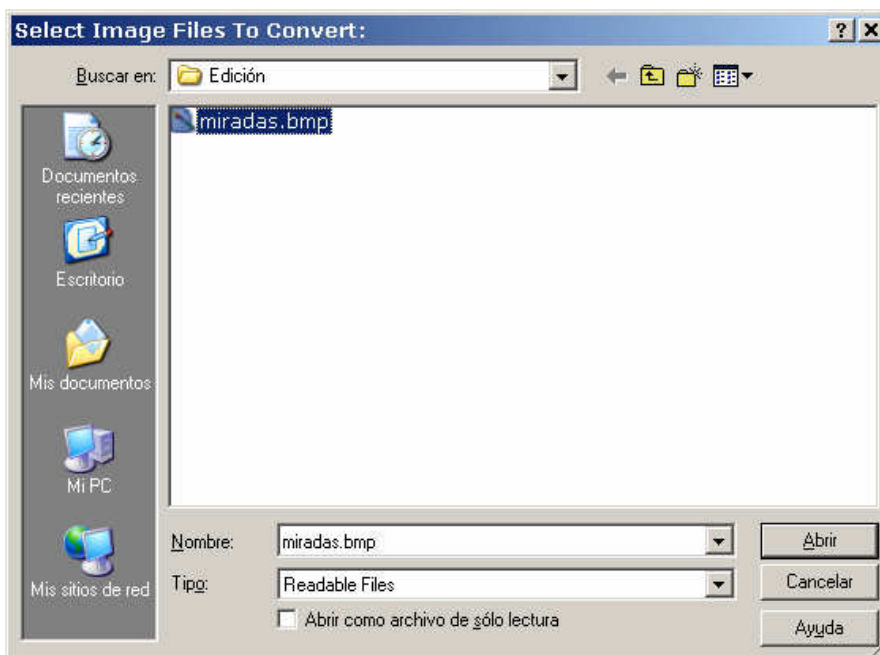 Select Image Files To Convert:
Buscar en:
Edición
miradas.bmp
Documentos
recientes
Escritorio
Mis documentos
Mi PC
Mis sitios de red
Nombre:
miradas.bmp
Abrir
Tipo:
Readable Files
Cancelar
Abrir como archivo de sólo lectura
Ayuda